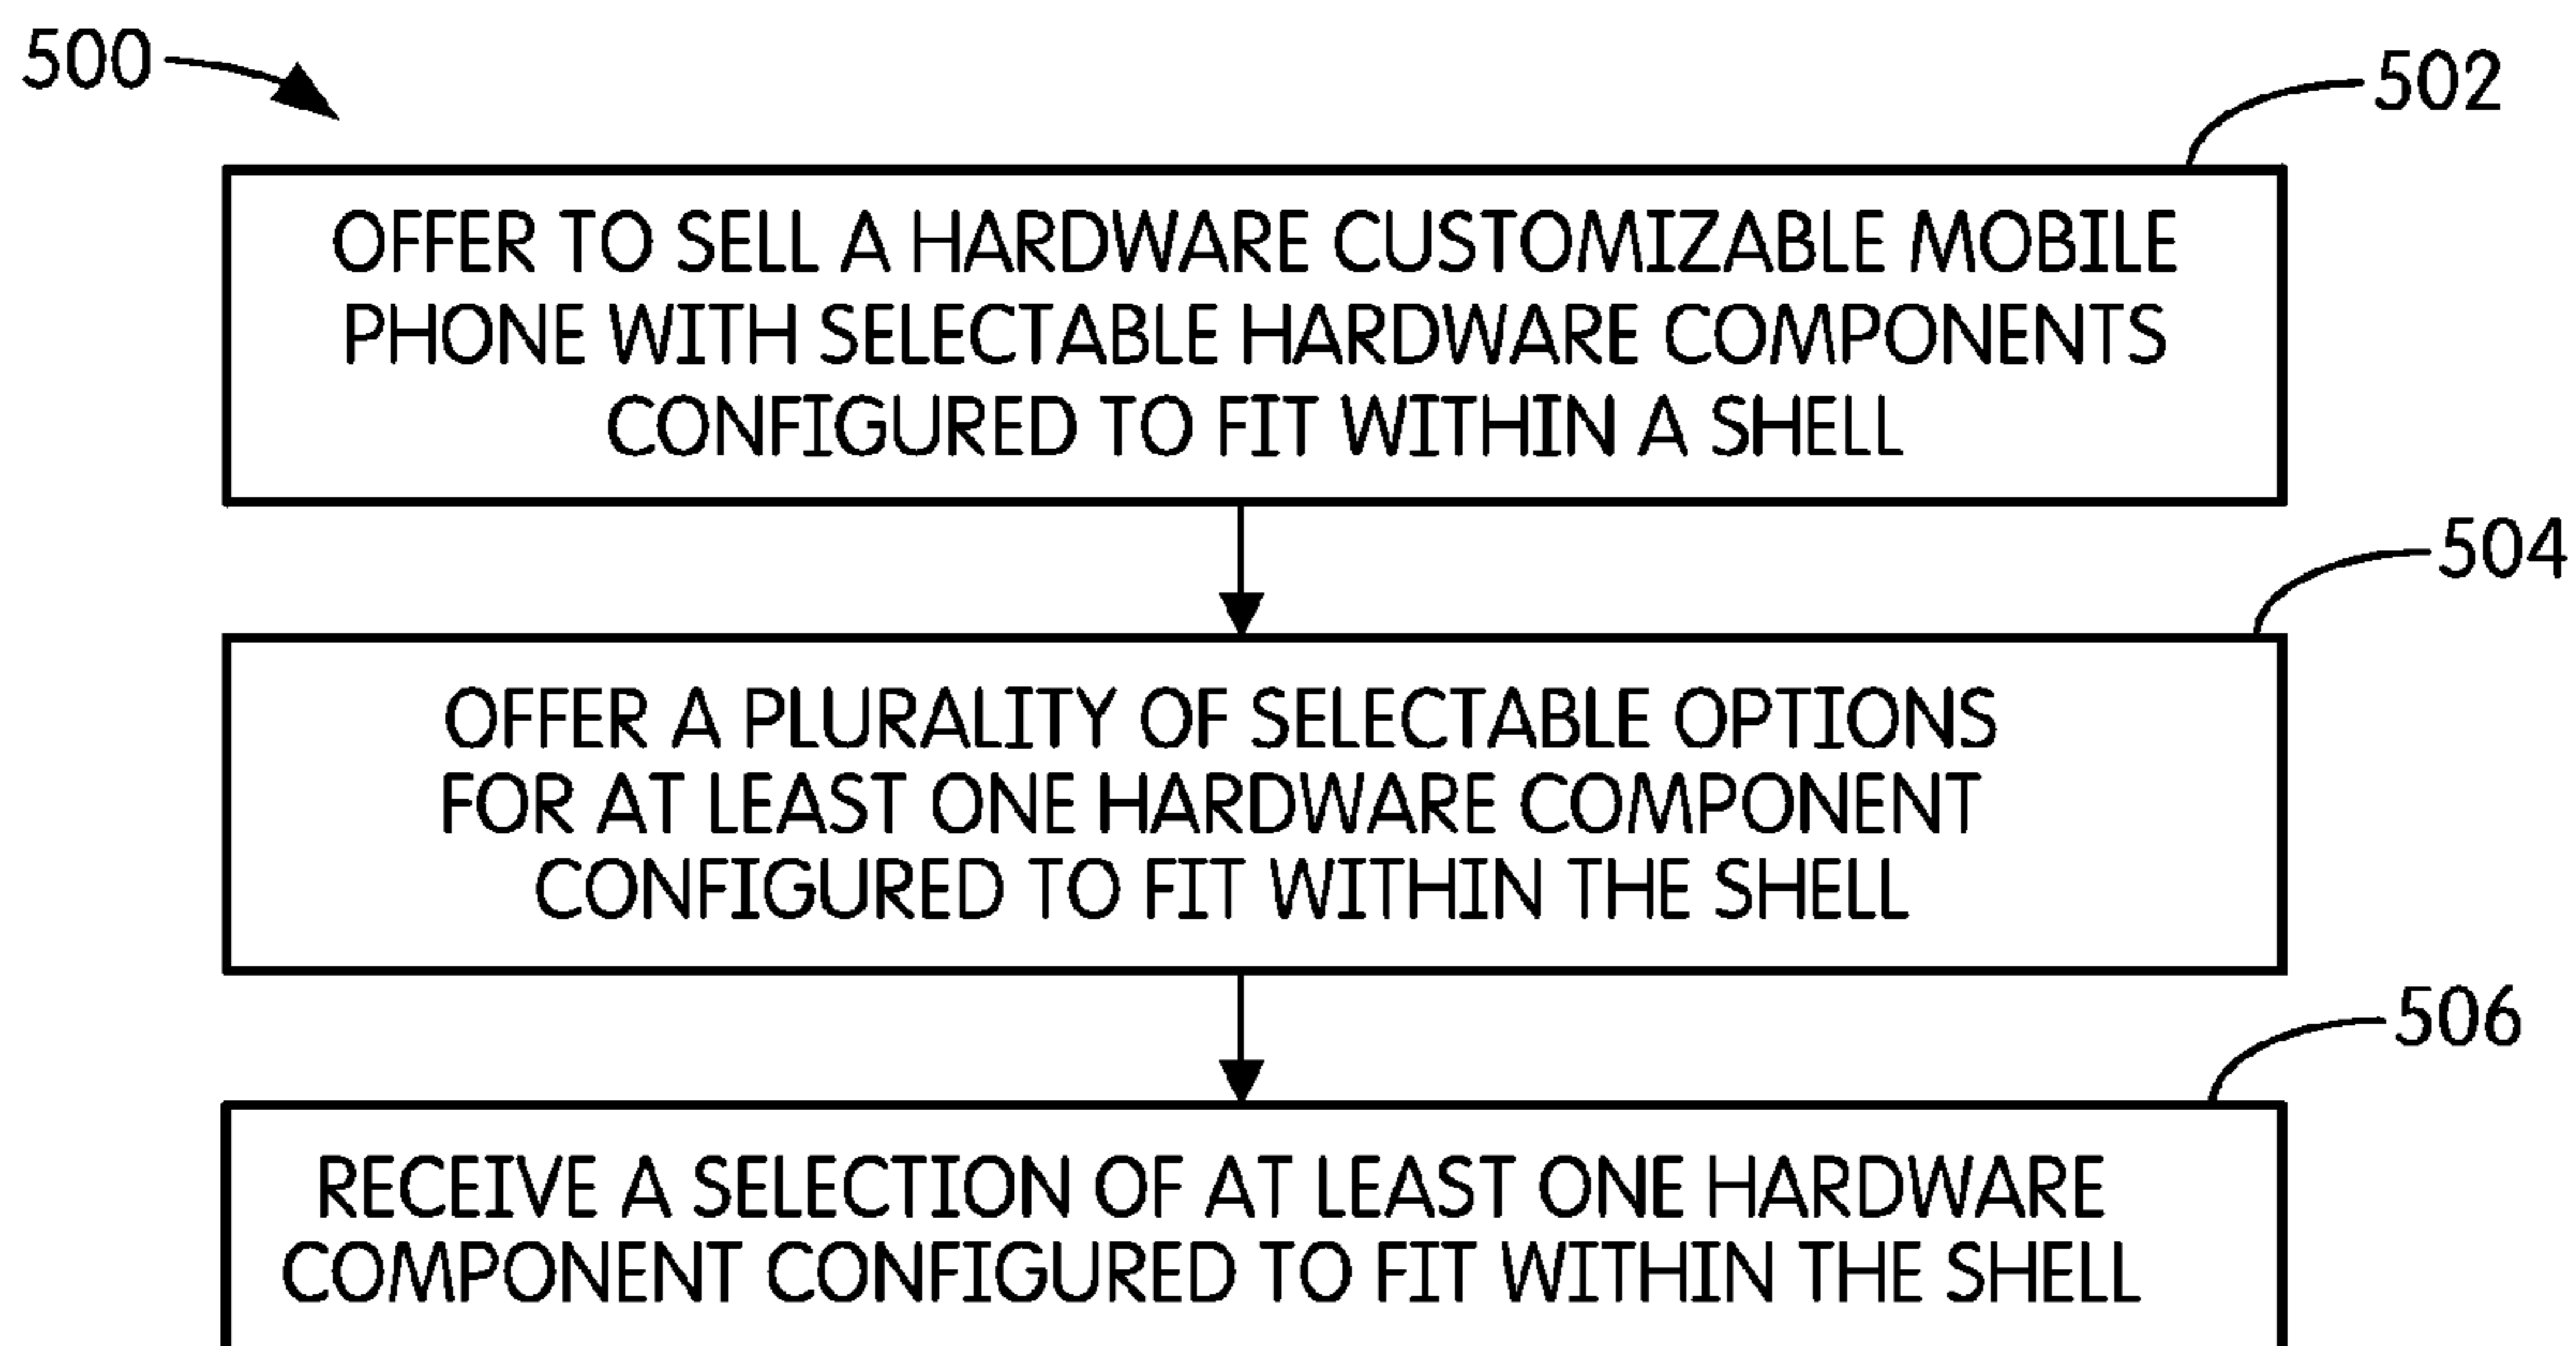 500
502
OFFER TO SELL A HARDWARE CUSTOMIZABLE MOBILE
PHONE WITH SELECTABLE HARDWARE COMPONENTS
CONFIGURED TO FIT WITHIN A SHELL
504
OFFER A PLURALITY OF SELECTABLE OPTIONS
FOR AT LEAST ONE HARDWARE COMPONENT
CONFIGURED TO FIT WITHIN THE SHELL
506
RECEIVE A SELECTION OF AT LEAST ONE HARDWARE
COMPONENT CONFIGURED TO FIT WITHIN THE SHELL